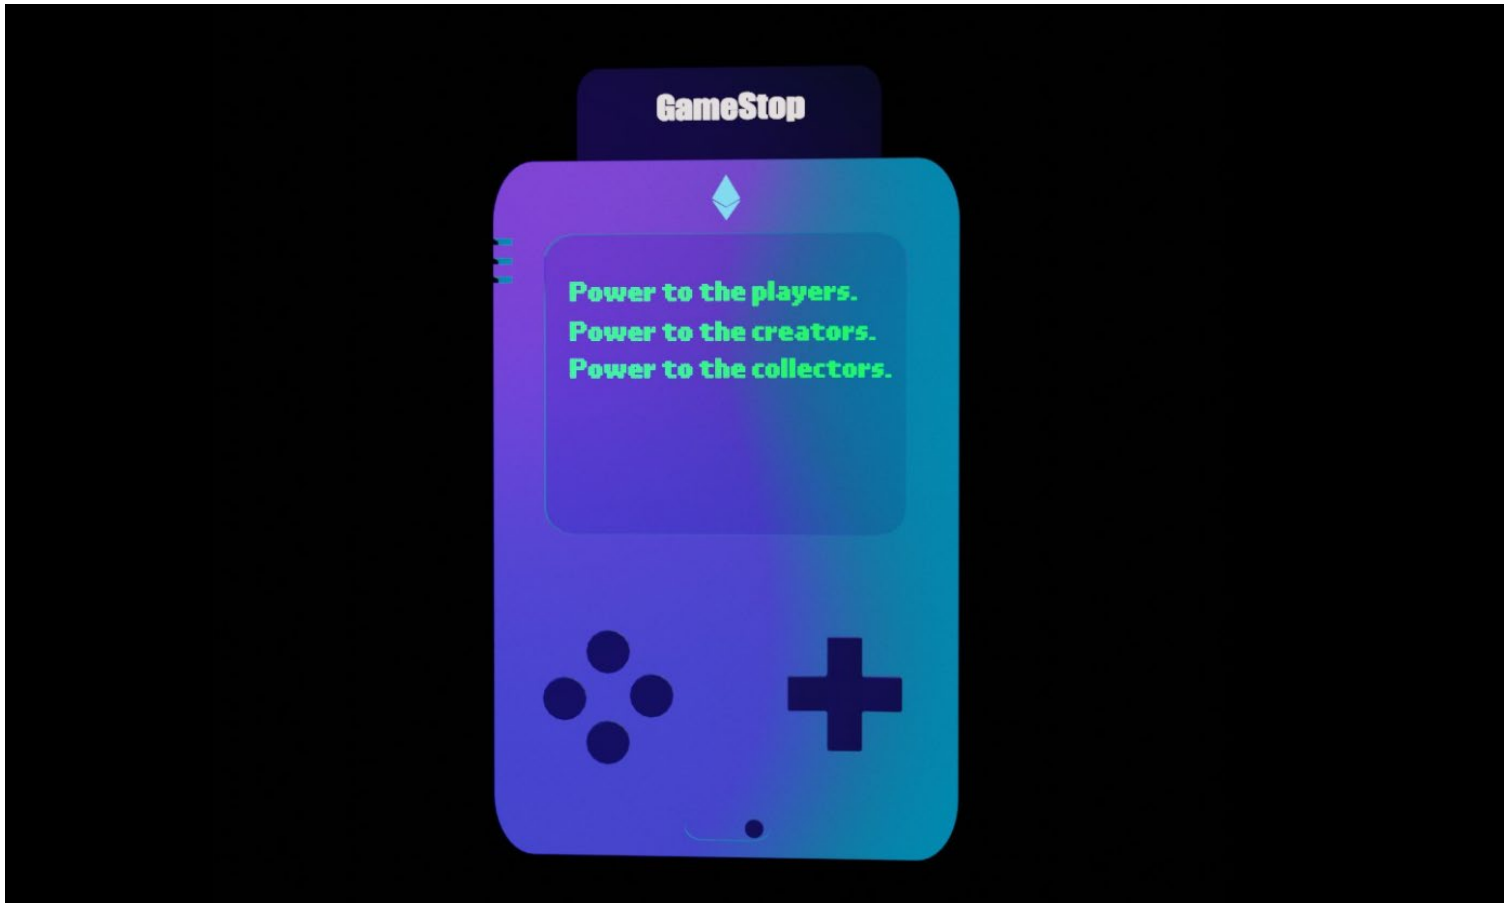 GameStop
Power to the players.
Power to the creators.
Power to the collectors.